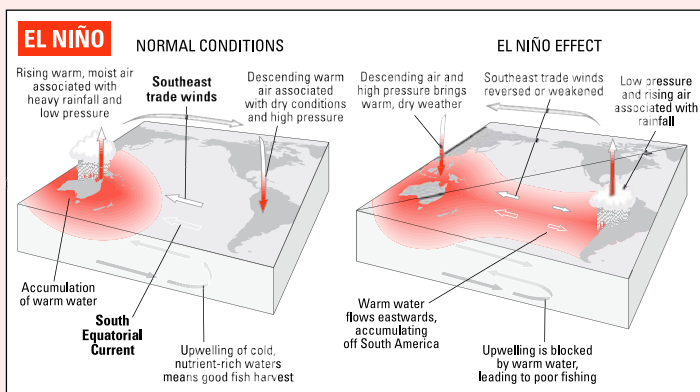 EL NIÑO
NORMAL CONDITIONS
Rising warm, moist air
associated with
heavy rainfall and
low pressure
Southeast
trade winds
Descending warm
air associated
with dry conditions
and high pressure
Accumulation
of warm water
South
Equatorial
Current
Upwelling of cold,
nutrient-rich waters
means good fish harvest
EL NIÑO EFFECT
Descending air and
high pressure brings
warm, dry weather
Southeast trade winds
reversed or weakened
Low pressure
and rising air
associated with
rainfall
Warm water
flows eastwards,
accumulating
off South America
Upwelling is blocked
by warm water,
leading to poor fishing